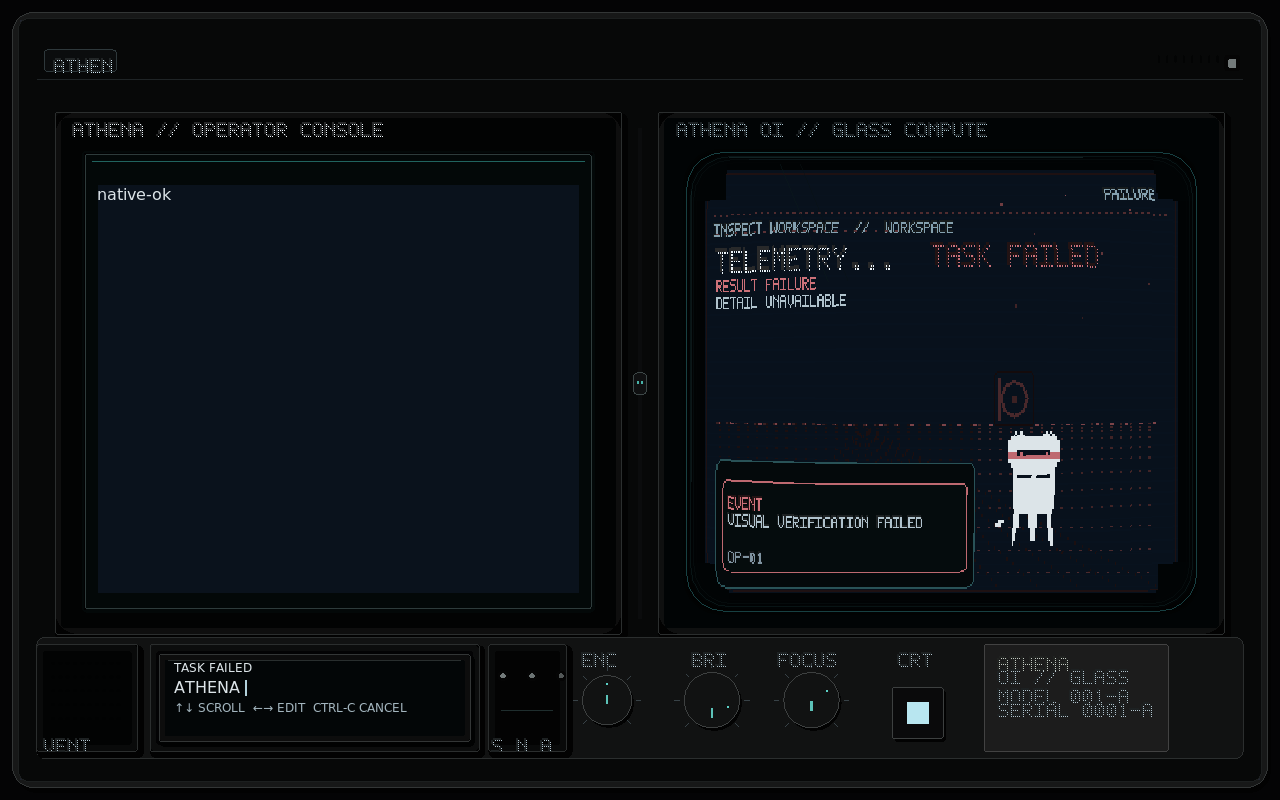 ATHEN
ATHENA // OPERATOR CONSOLE
native-ok
ATHENA OI // GLASS COMPUTE
FAILURE
INSPECT WORKSPACE // WORKSPACE
TELEMETRY... TASK FAILED
RESULT FAILURE
DETAIL UNAVAILABLE
EVENT
VISUAL VERIFICATION FAILED
OP-01
VENT
TASK FAILED
ATHENA
↑↓ SCROLL ←→ EDIT CTRL-C CANCEL
S N A
ENC
BRI
FOCUS
CRT
ATHENA
OI // GLASS
MODEL 001-A
SERIAL 0001-A